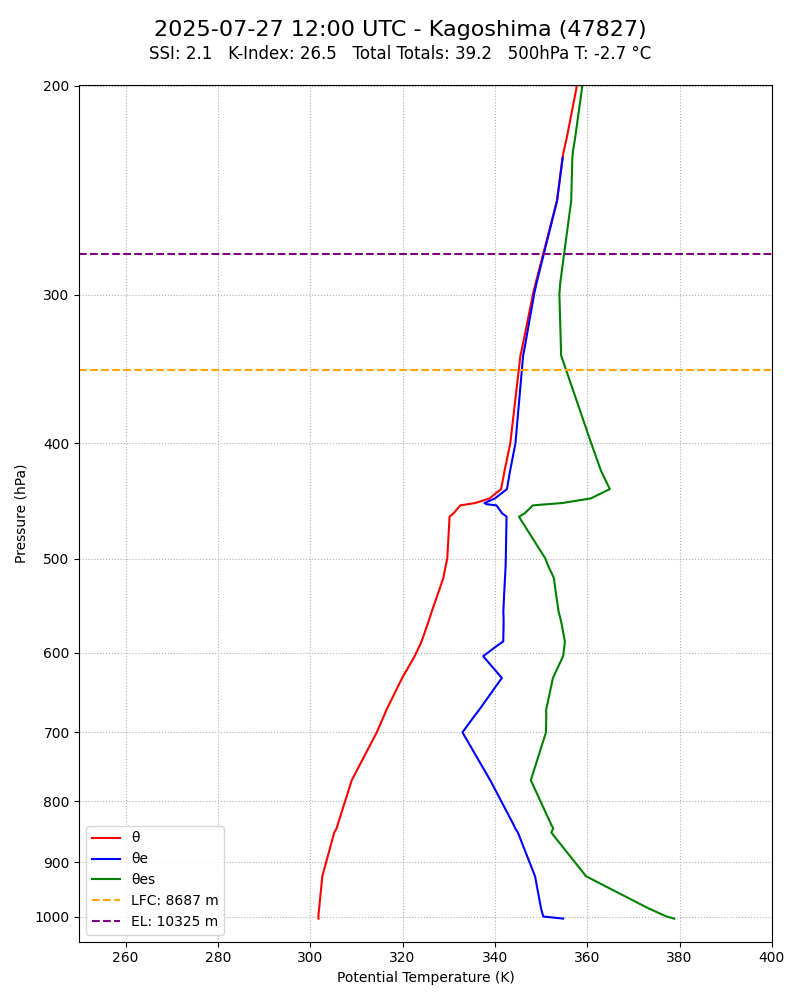 2025-07-27 12:00 UTC - Kagoshima (47827)
SSI: 2.1   K-Index: 26.5   Total Totals: 39.2   500hPa T: -2.7 °C
200
300
400
500
600
700
800
900
1000
Pressure (hPa)
θ
θe
θes
LFC: 8687 m
EL: 10325 m
260 280 300 320 340 360 380 400
Potential Temperature (K)